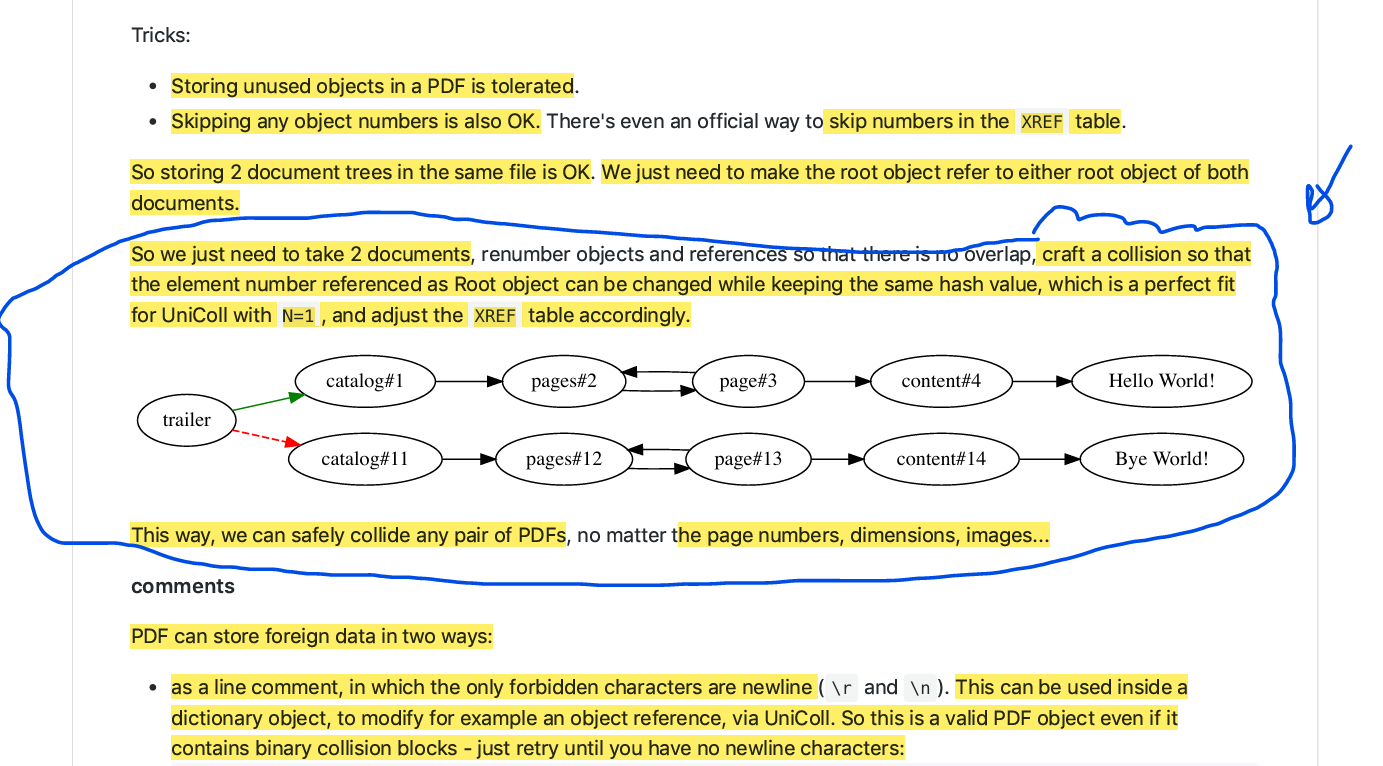 Tricks:
• Storing unused objects in a PDF is tolerated.
• Skipping any object numbers is also OK. There's even an official way to skip numbers in the XREF table.
So storing 2 document trees in the same file is OK. We just need to make the root object refer to either root object of both
documents.
So we just need to take 2 documents, renumber objects and references so that there is no overlap, craft a collision so that
the element number referenced as Root object can be changed while keeping the same hash value, which is a perfect fit
for UniColl with N=1 , and adjust the XREF table accordingly.
catalog#1 pages#2 page#3 content#4 Hello World!
trailer
catalog#11 pages#12 page#13 content#14 Bye World!
This way, we can safely collide any pair of PDFs, no matter the page numbers, dimensions, images...
comments
PDF can store foreign data in two ways:
• as a line comment, in which the only forbidden characters are newline ( \r and \n ). This can be used inside a
dictionary object, to modify for example an object reference, via UniColl. So this is a valid PDF object even if it
contains binary collision blocks - just retry until you have no newline characters: